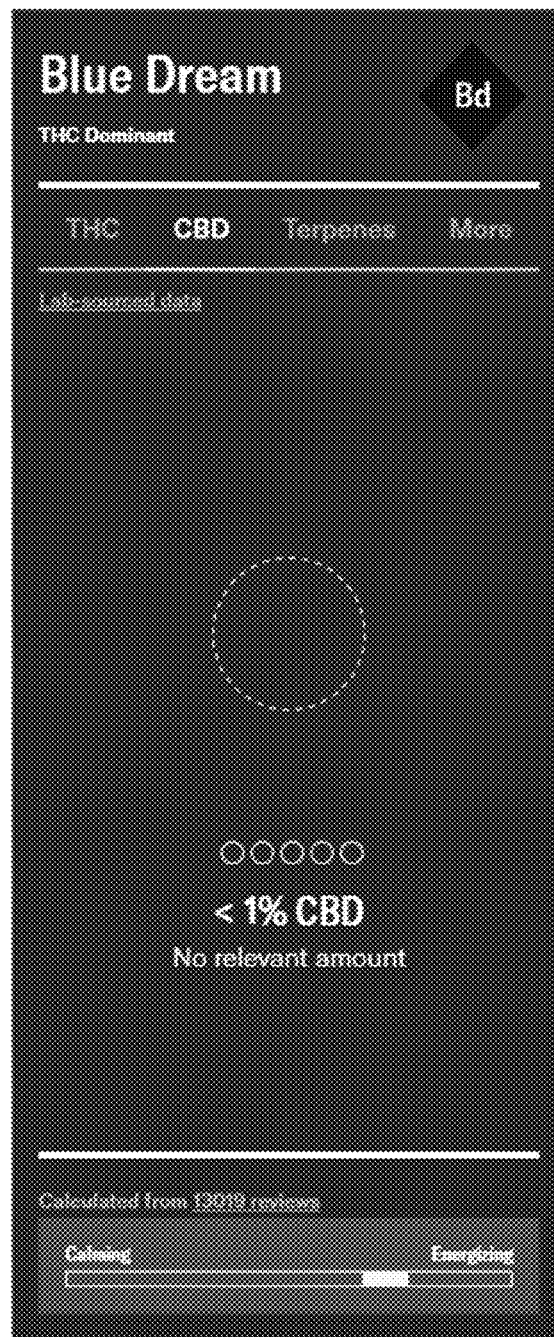 Blue Dream
Bd
THC Dominant
THC CBD Terpenes More
Lab-sourced data
< 1% CBD
No relevant amount
Calculated from 13019 reviews
Calming Energizing